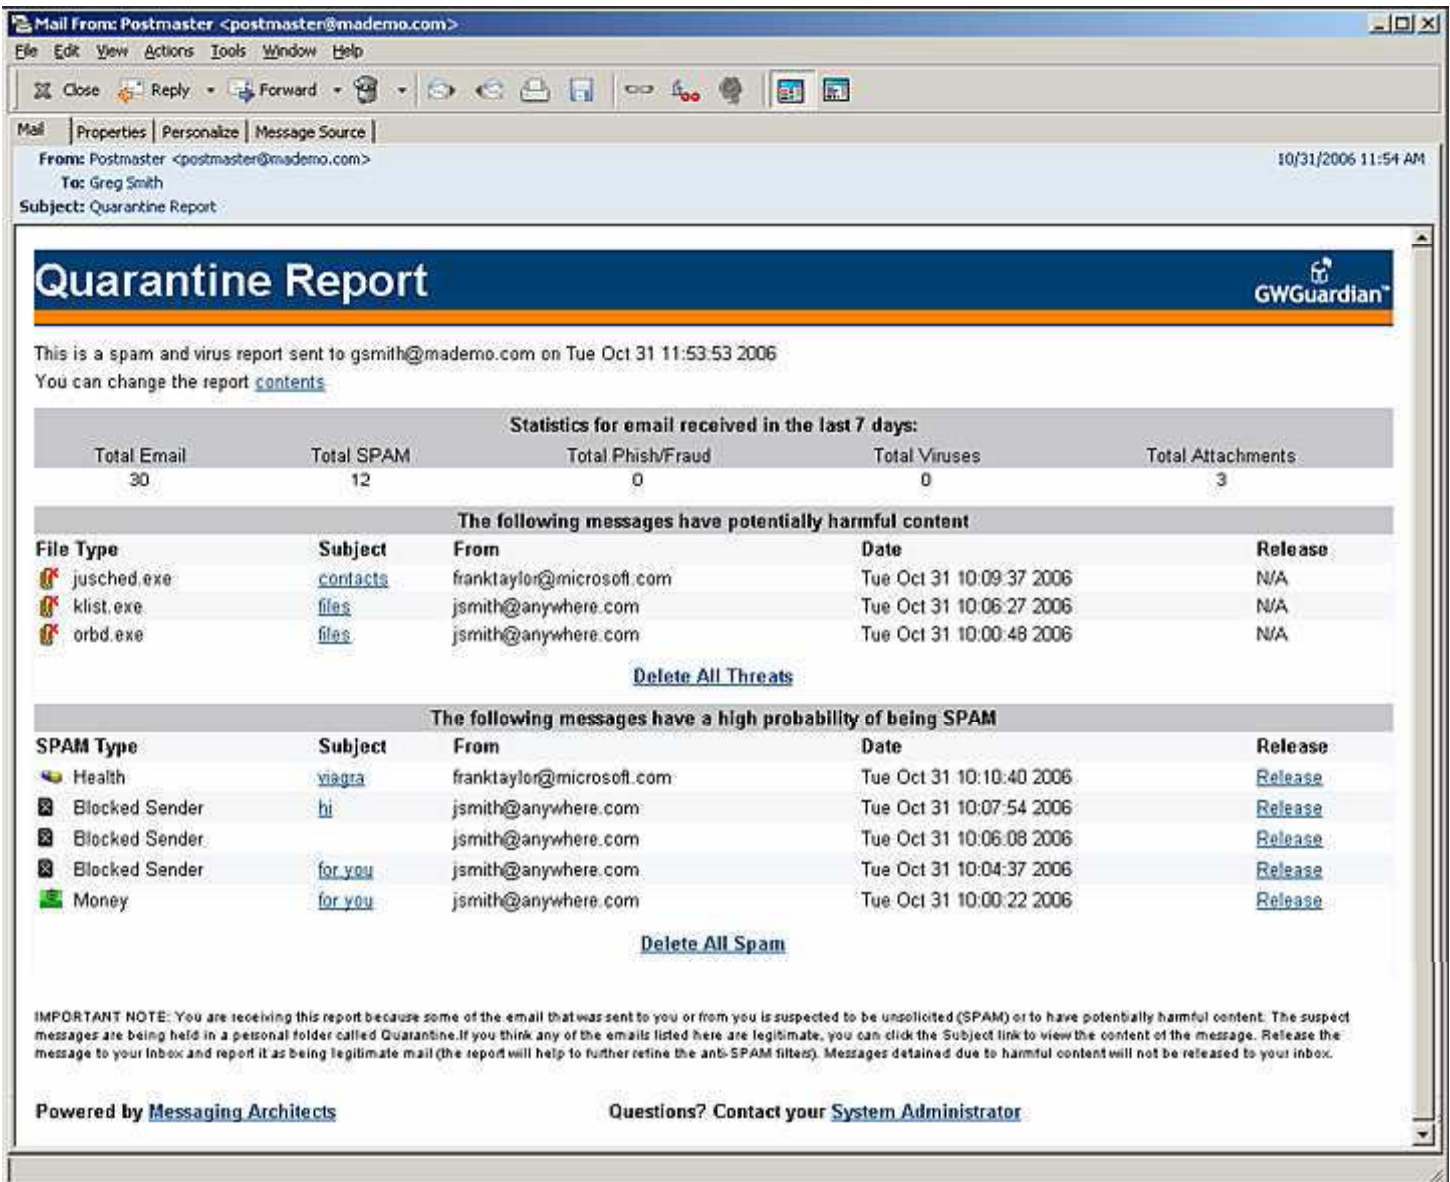 Mail From: Postmaster <postmaster@mademo.com>
File Edit View Actions Tools Window Help
Close Reply Forward
Mail Properties Personalize Message Source
From: Postmaster <postmaster@mademo.com> 10/31/2006 11:54 AM
To: Greg Smith
Subject: Quarantine Report
Quarantine Report GWGuardian™
This is a spam and virus report sent to gsmith@mademo.com on Tue Oct 31 11:53:53 2006
You can change the report contents
Statistics for email received in the last 7 days:
Total Email Total SPAM Total Phish/Fraud Total Viruses Total Attachments
30 12 0 0 3
The following messages have potentially harmful content
File Type Subject From Date Release
jusched.exe contacts franktaylor@microsoft.com Tue Oct 31 10:09:37 2006 N/A
klist.exe files jsmith@anywhere.com Tue Oct 31 10:06:27 2006 N/A
orbd.exe files jsmith@anywhere.com Tue Oct 31 10:00:48 2006 N/A
Delete All Threats
The following messages have a high probability of being SPAM
SPAM Type Subject From Date Release
Health viagra franktaylor@microsoft.com Tue Oct 31 10:10:40 2006 Release
Blocked Sender hi jsmith@anywhere.com Tue Oct 31 10:07:54 2006 Release
Blocked Sender jsmith@anywhere.com Tue Oct 31 10:06:08 2006 Release
Blocked Sender for you jsmith@anywhere.com Tue Oct 31 10:04:37 2006 Release
Money for you jsmith@anywhere.com Tue Oct 31 10:00:22 2006 Release
Delete All Spam
IMPORTANT NOTE: You are receiving this report because some of the email that was sent to you or from you is suspected to be unsolicited (SPAM) or to have potentially harmful content. The suspect
messages are being held in a personal folder called Quarantine.If you think any of the emails listed here are legitimate, you can click the Subject link to view the content of the message. Release the
message to your Inbox and report it as being legitimate mail (the report will help to further refine the anti-SPAM filters). Messages detained due to harmful content will not be released to your inbox.
Powered by Messaging Architects Questions? Contact your System Administrator